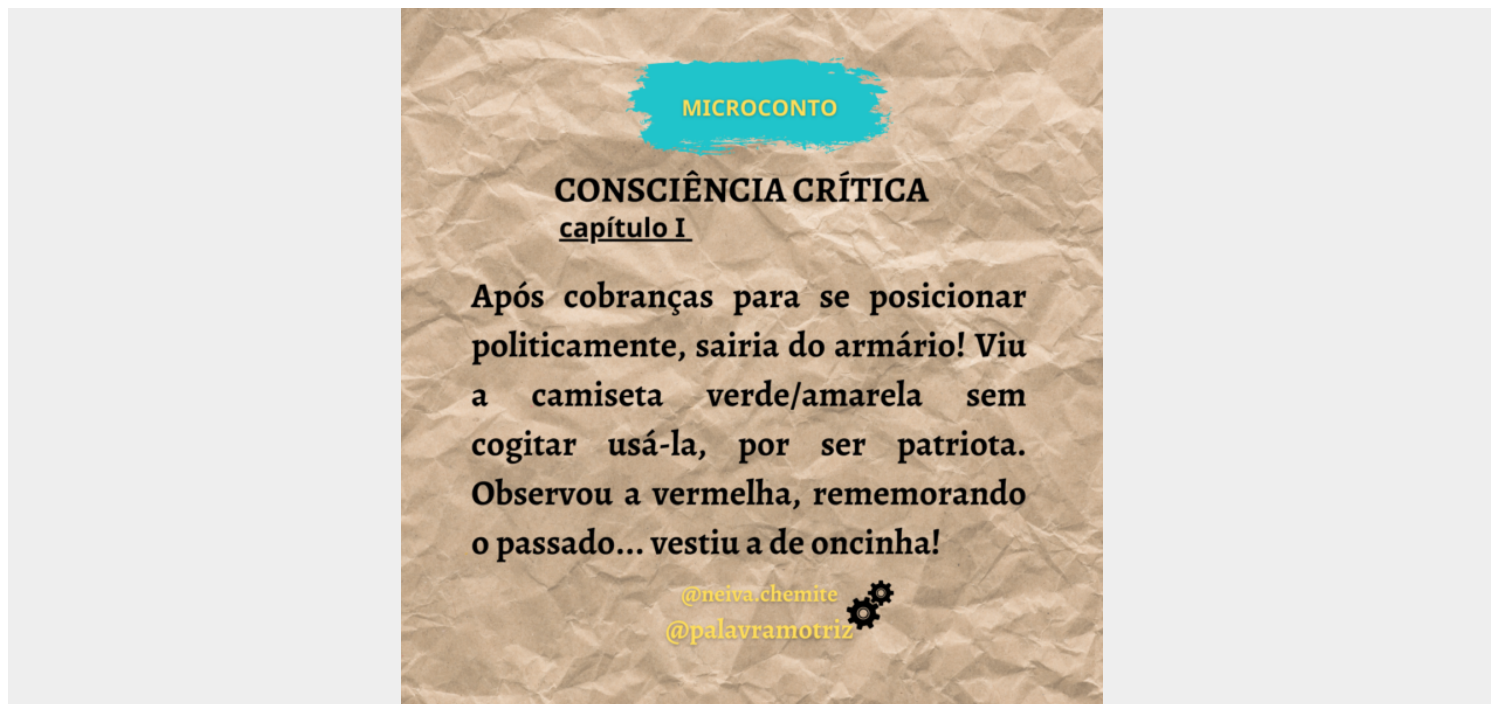 MICROCONTO
CONSCIÊNCIA CRÍTICA
capítulo I
Após cobranças para se posicionar
politicamente, sairia do armário! Viu
a camiseta verde/amarela sem
cogitar usá-la, por ser patriota.
Observou a vermelha, rememorando
o passado... vestiu a de oncinha!
@neiva.chemite
@palavramotriz